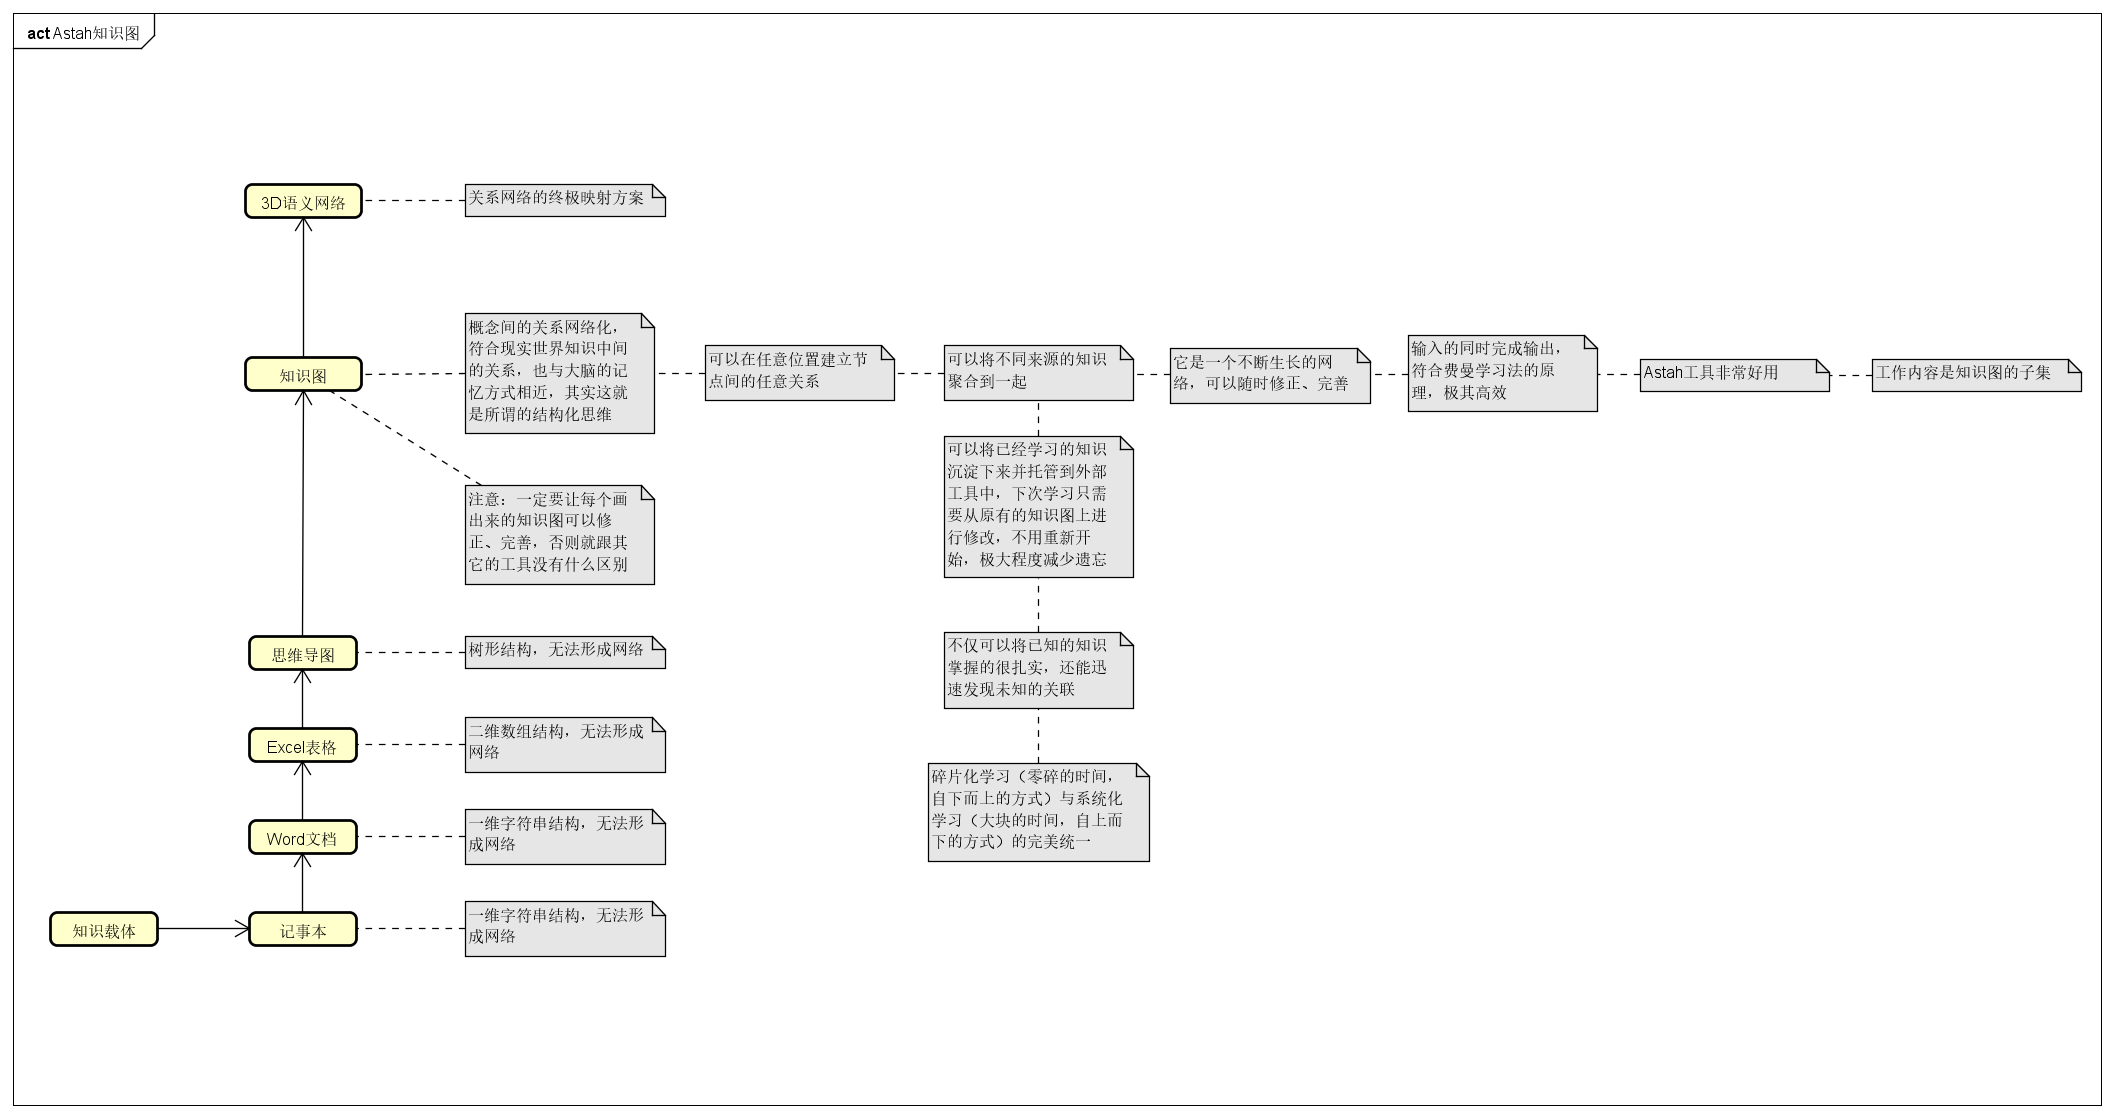 act Astah知识图
3D语义网络
关系网络的终极映射方案
知识图
概念间的关系网络化，
符合现实世界知识中间
的关系，也与大脑的记
忆方式相近，其实这就
是所谓的结构化思维
可以在任意位置建立节
点间的任意关系
可以将不同来源的知识
聚合到一起
它是一个不断生长的网
络，可以随时修正、完善
输入的同时完成输出，
符合费曼学习法的原
理，极其高效
Astah工具非常好用
工作内容是知识图的子集
注意：一定要让每个画
出来的知识图可以修
正、完善，否则就跟其
它的工具没有什么区别
可以将已经学习的知识
沉淀下来并托管到外部
工具中，下次学习只需
要从原有的知识图上进
行修改，不用重新开
始，极大程度减少遗忘
思维导图
树形结构，无法形成网络
不仅可以将已知的知识
掌握的很扎实，还能迅
速发现未知的关联
Excel表格
二维数组结构，无法形成
网络
碎片化学习（零碎的时间，
自下而上的方式）与系统化
学习（大块的时间，自上而
下的方式）的完美统一
Word文档
一维字符串结构，无法形
成网络
知识载体
记事本
一维字符串结构，无法形
成网络